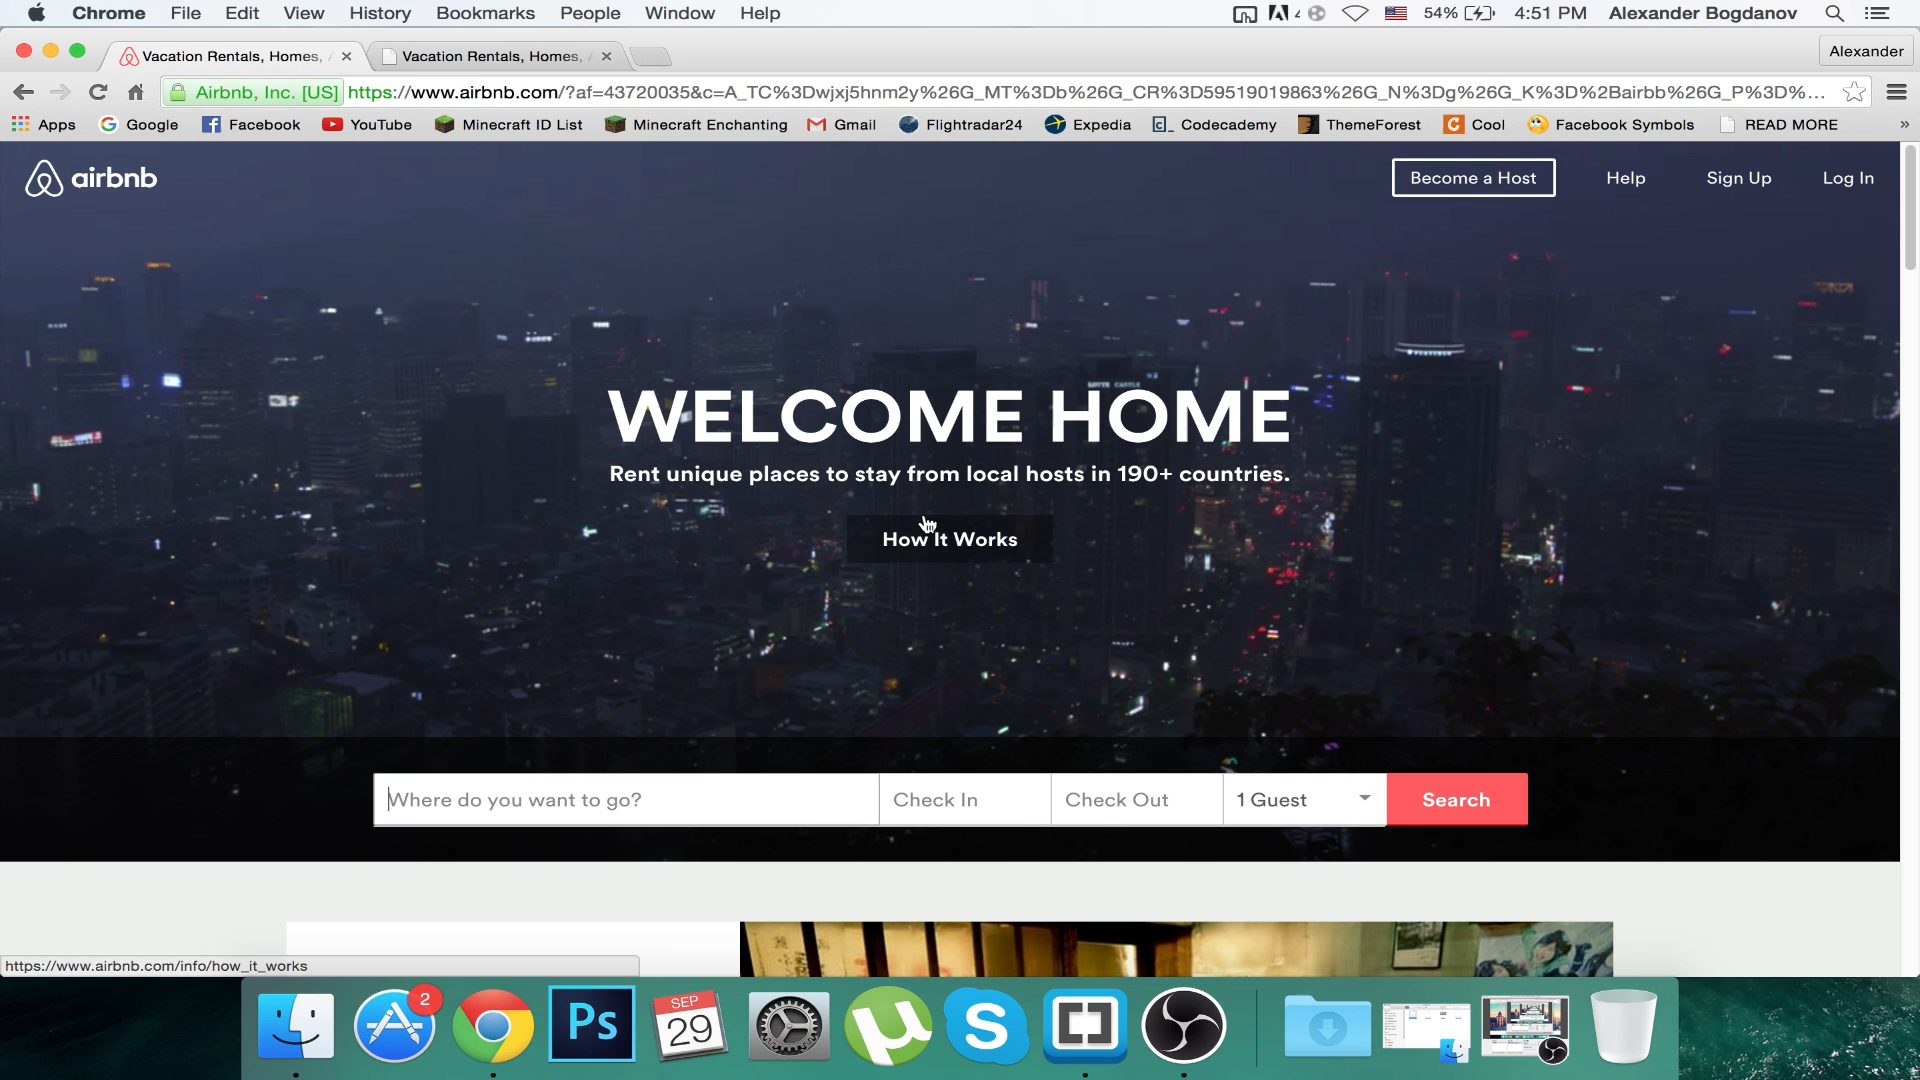 Chrome File Edit View History Bookmarks People Window Help 54% 4:51 PM Alexander Bogdanov
Vacation Rentals, Homes, Vacation Rentals, Homes, Alexander
Airbnb, Inc. [US] https://www.airbnb.com/?af=43720035&c=A_TC%3Dwjxj5hnm2y%26G_MT%3Db%26G_CR%3D59519019863%26G_N%3Dg%26G_K%3D%2Bairbb%26G_P%3D%...
Apps Google Facebook YouTube Minecraft ID List Minecraft Enchanting Gmail Flightradar24 Expedia Codecademy ThemeForest Cool Facebook Symbols READ MORE »
airbnb Become a Host Help Sign Up Log In
LOTTE CASTLE
WELCOME HOME
Rent unique places to stay from local hosts in 190+ countries.
How It Works
Where do you want to go? Check In Check Out 1 Guest Search
https://www.airbnb.com/info/how_it_works
2 Ps SEP 29 µ S